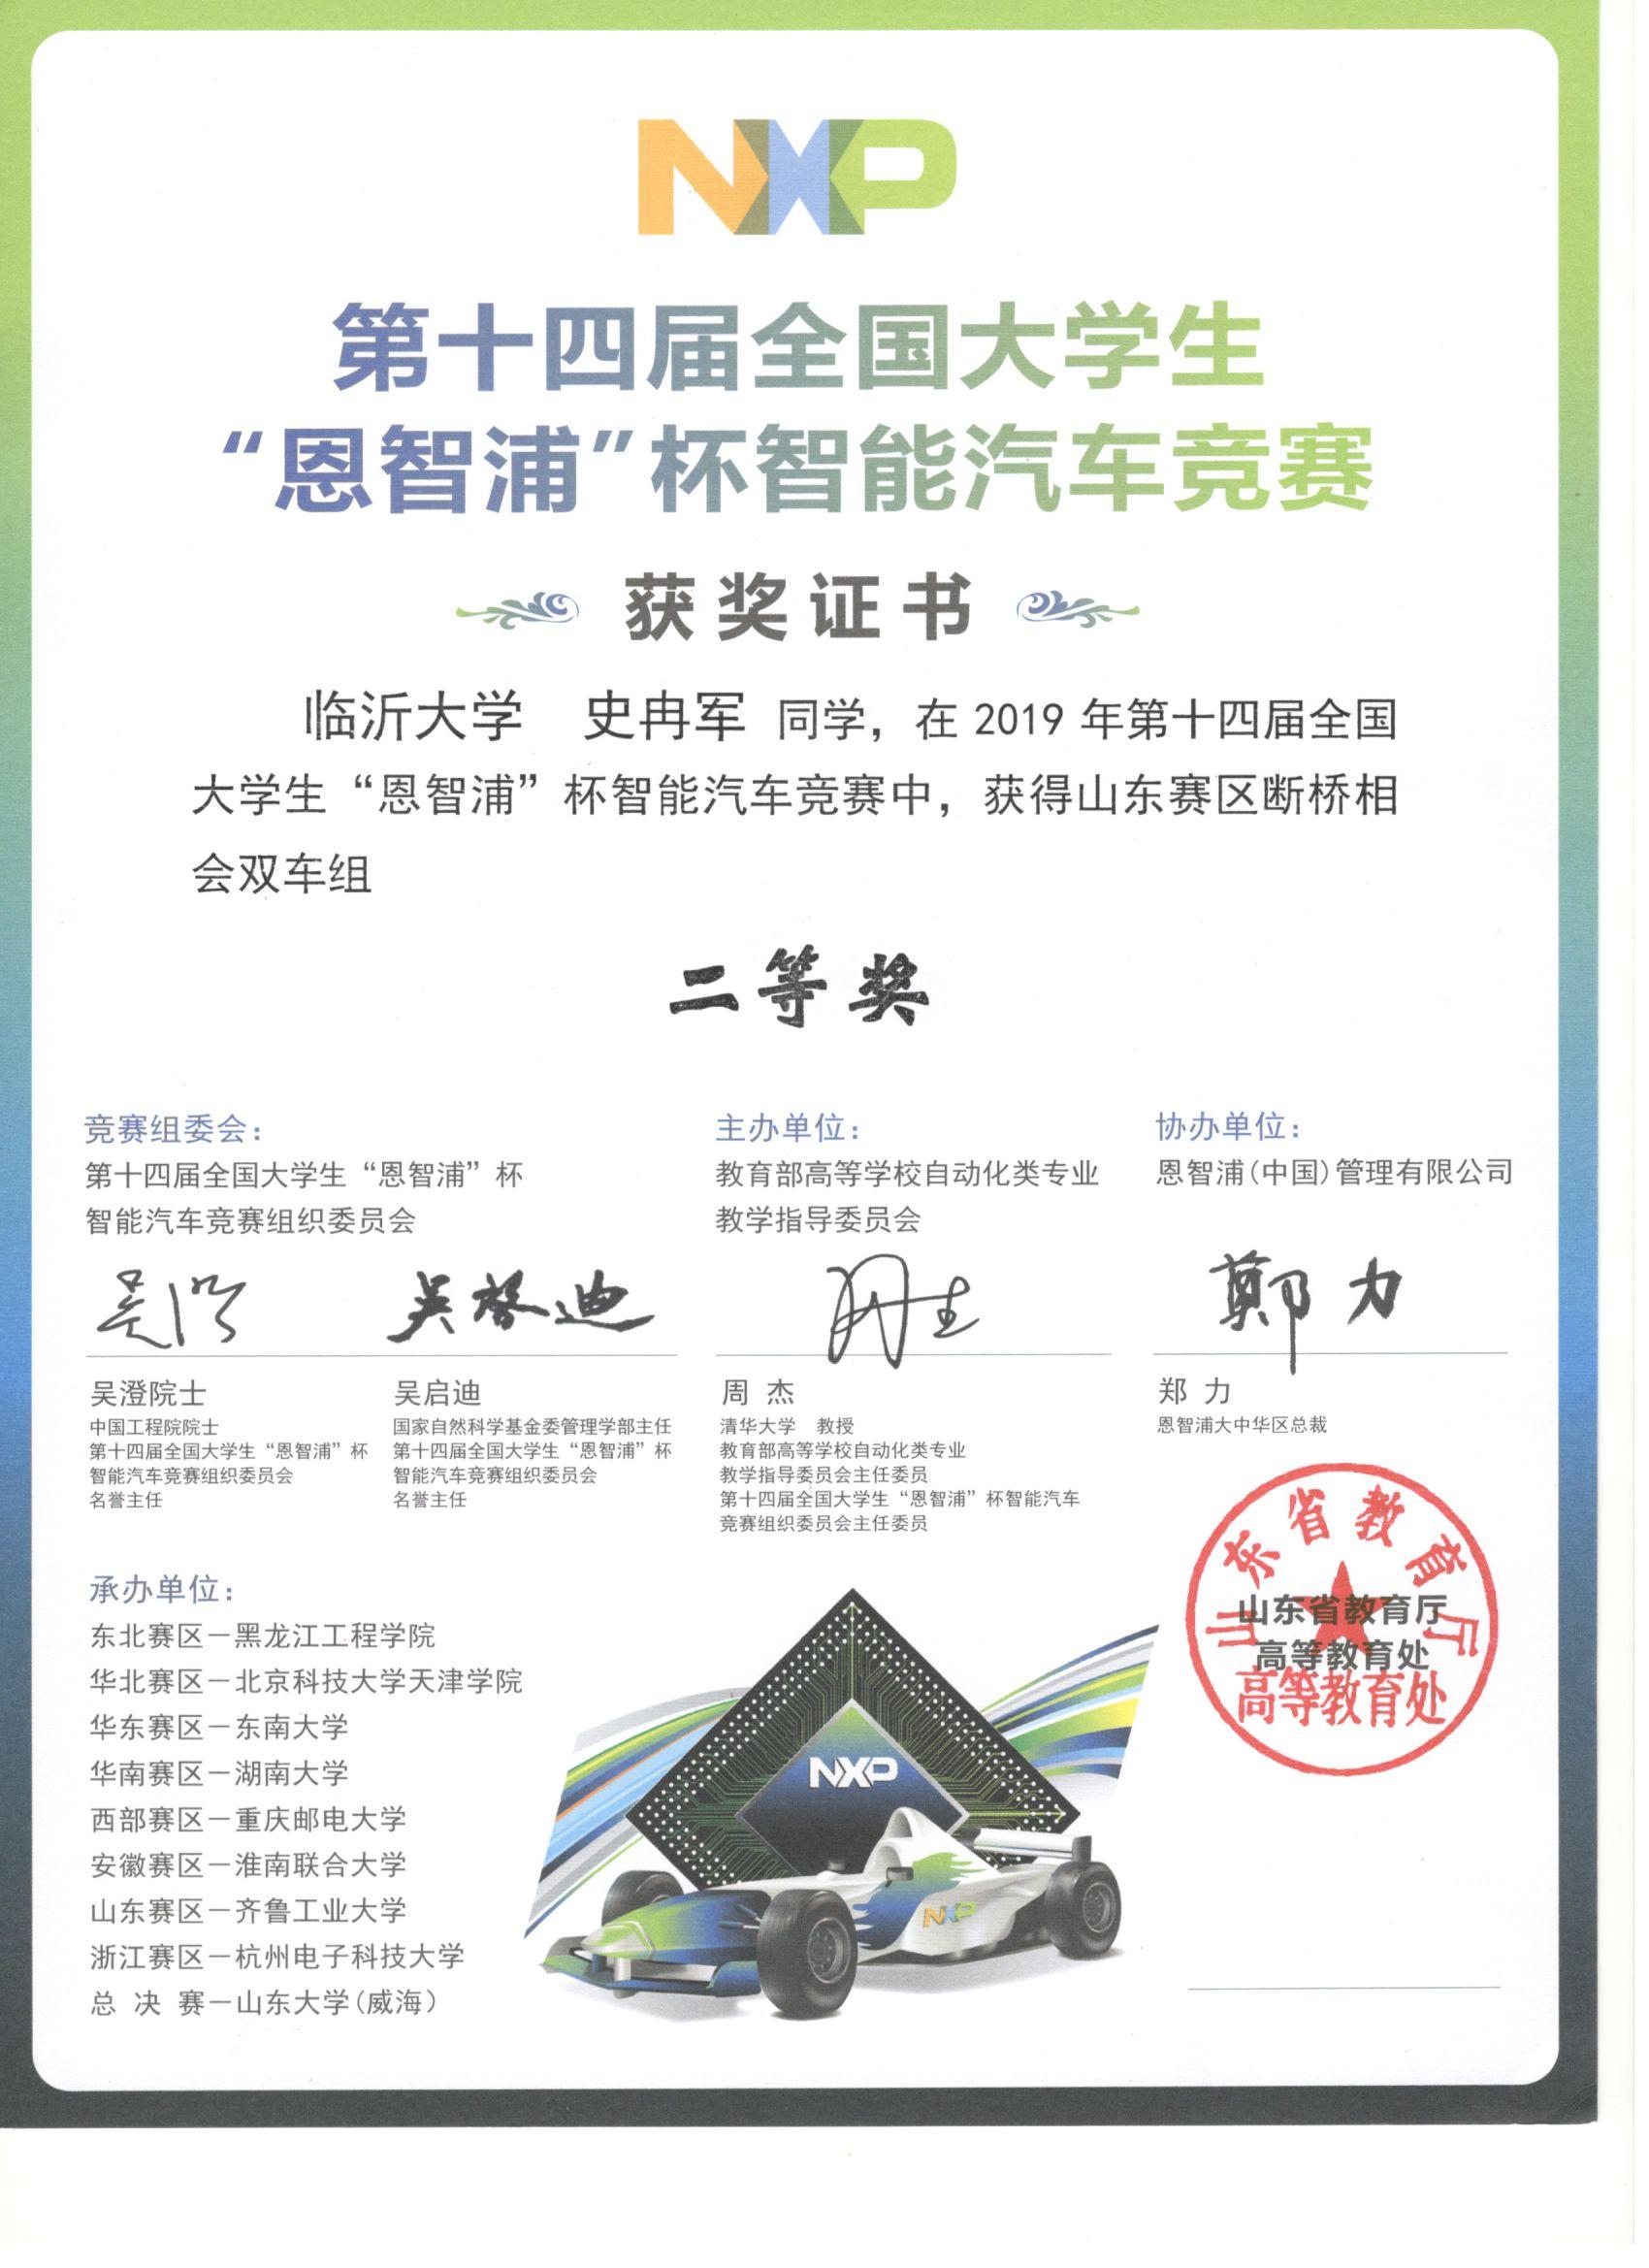 NXP
第十四届全国大学生
“恩智浦”杯智能汽车竞赛
获奖证书
临沂大学 史冉军 同学，在 2019 年第十四届全国
大学生“恩智浦”杯智能汽车竞赛中，获得山东赛区断桥相
会双车组
二等奖
竞赛组委会：
第十四届全国大学生“恩智浦”杯
智能汽车竞赛组织委员会
主办单位：
教育部高等学校自动化类专业
教学指导委员会
协办单位：
恩智浦(中国)管理有限公司
吴澄
吴启迪
周杰
郑力
吴澄院士
中国工程院院士
第十四届全国大学生“恩智浦”杯
智能汽车竞赛组织委员会
名誉主任
吴启迪
国家自然科学基金委管理学部主任
第十四届全国大学生“恩智浦”杯
智能汽车竞赛组织委员会
名誉主任
周 杰
清华大学 教授
教育部高等学校自动化类专业
教学指导委员会主任委员
第十四届全国大学生“恩智浦”杯智能汽车
竞赛组织委员会主任委员
郑 力
恩智浦大中华区总裁
山东省教育厅
山东省教育厅
高等教育处
高等教育处
承办单位：
东北赛区－黑龙江工程学院
华北赛区－北京科技大学天津学院
华东赛区－东南大学
华南赛区－湖南大学
西部赛区－重庆邮电大学
安徽赛区－淮南联合大学
山东赛区－齐鲁工业大学
浙江赛区－杭州电子科技大学
总 决 赛－山东大学(威海)
NXP
NXP